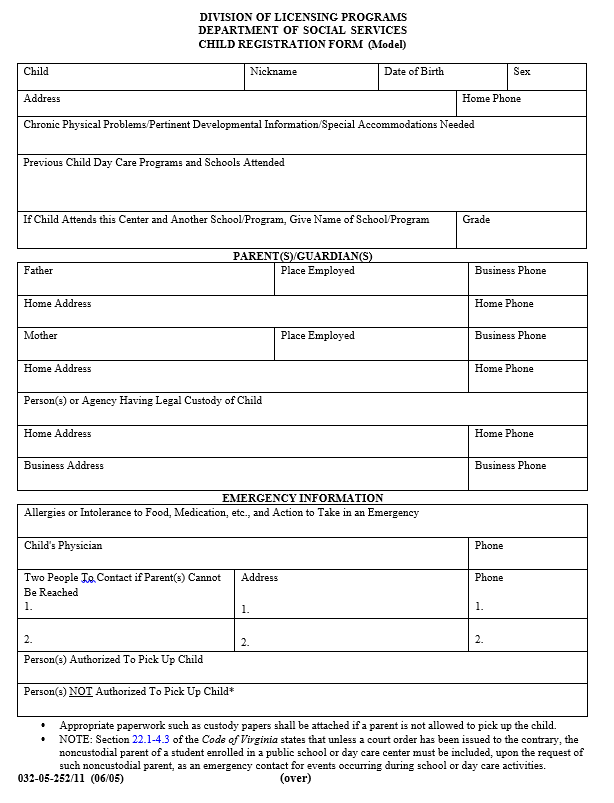 DIVISION OF LICENSING PROGRAMS
DEPARTMENT OF SOCIAL SERVICES
CHILD REGISTRATION FORM (Model)
Child Nickname Date of Birth Sex
Address Home Phone
Chronic Physical Problems/Pertinent Developmental Information/Special Accommodations Needed
Previous Child Day Care Programs and Schools Attended
If Child Attends this Center and Another School/Program, Give Name of School/Program Grade
PARENT(S)/GUARDIAN(S)
Father Place Employed Business Phone
Home Address Home Phone
Mother Place Employed Business Phone
Home Address Home Phone
Person(s) or Agency Having Legal Custody of Child
Home Address Home Phone
Business Address Business Phone
EMERGENCY INFORMATION
Allergies or Intolerance to Food, Medication, etc., and Action to Take in an Emergency
Child's Physician Phone
Two People To Contact if Parent(s) Cannot Address Phone
Be Reached
1. 1. 1.
2. 2. 2.
Person(s) Authorized To Pick Up Child
Person(s) NOT Authorized To Pick Up Child*
• Appropriate paperwork such as custody papers shall be attached if a parent is not allowed to pick up the child.
• NOTE: Section 22.1-4.3 of the Code of Virginia states that unless a court order has been issued to the contrary, the
noncustodial parent of a student enrolled in a public school or day care center must be included, upon the request of
such noncustodial parent, as an emergency contact for events occurring during school or day care activities.
032-05-252/11 (06/05) (over)